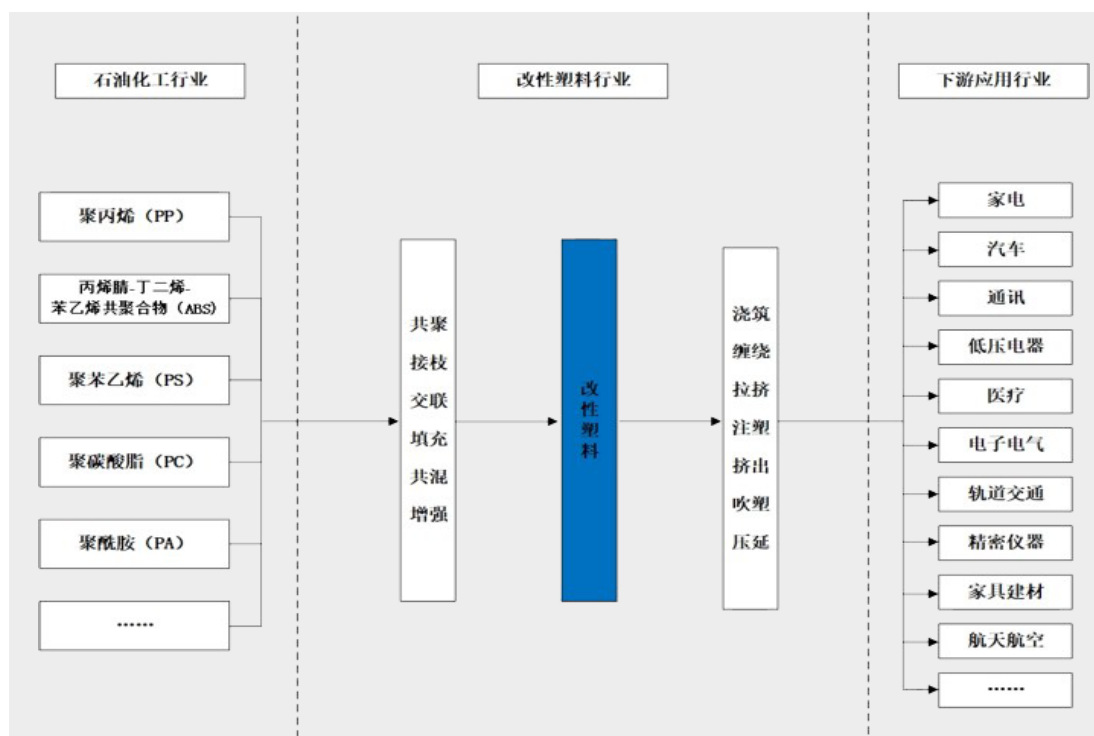 石油化工行业
改性塑料行业
下游应用行业
聚丙烯（PP）
丙烯腈-丁二烯-
苯乙烯共聚合物（ABS）
聚苯乙烯（PS）
聚碳酸脂（PC）
聚酰胺（PA）
……
共聚
接枝
交联
填充
共混
增强
改性塑料
浇筑
缠绕
拉挤
注塑
挤出
吹塑
压延
家电
汽车
通讯
低压电器
医疗
电子电气
轨道交通
精密仪器
家具建材
航天航空
……